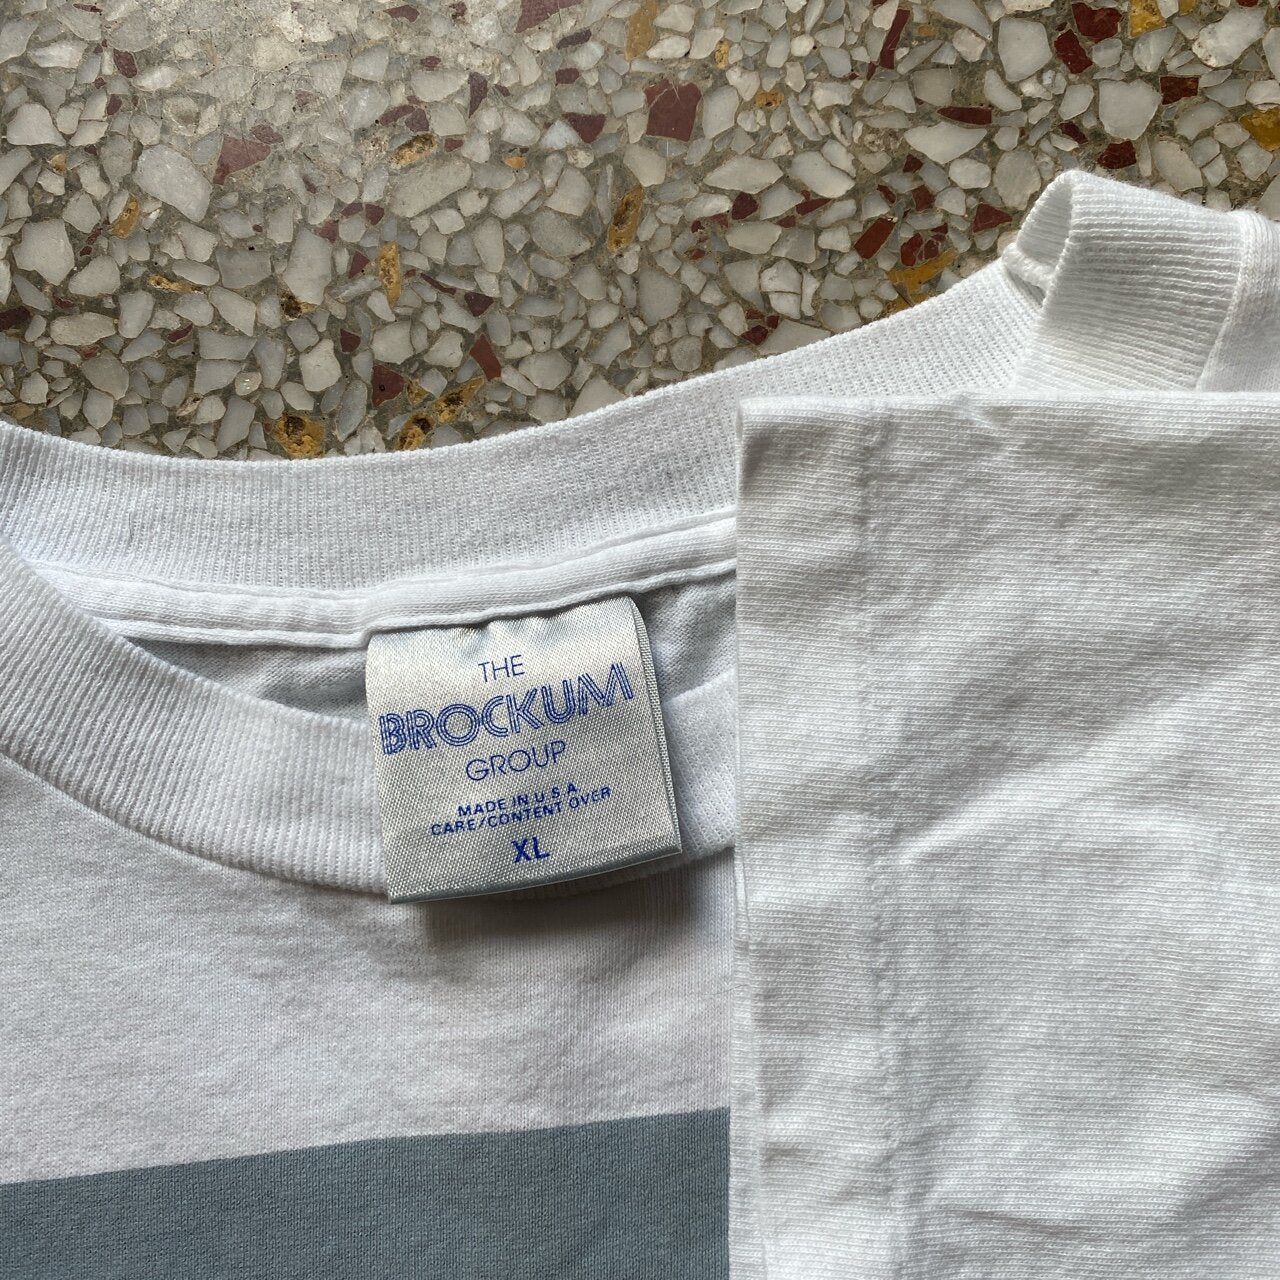 THE
BROCKUM
GROUP
MADE IN U S A
CARE/CONTENT OVER
XL